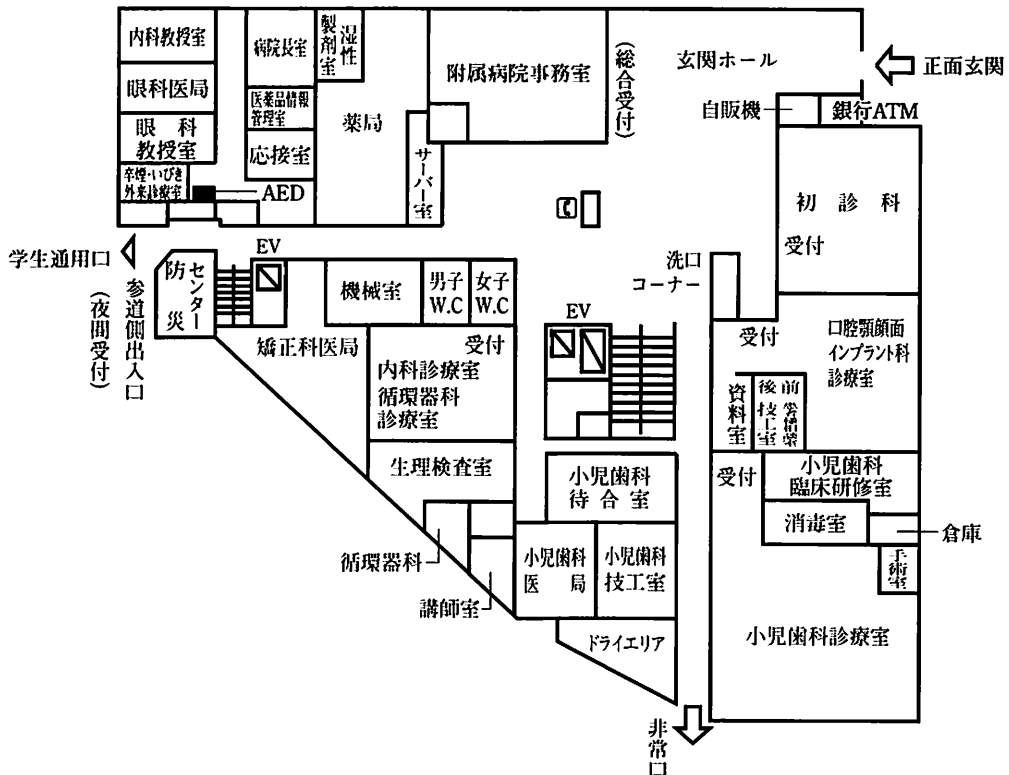 内科教授室
眼科医局
眼科
教授室
卒煙・いびき
外来診療室
AED
病院長室
医薬品情報
管理室
応接室
湿性
製剤室
薬局
サーバー室
附属病院事務室
(総合受付)
玄関ホール
正面玄関
自販機
銀行ATM
初診科
受付
洗口
コーナー
学生通用口
参道側出入口
(夜間受付)
防災
センター
EV
機械室
男子
W.C
女子
W.C
矯正科医局
受付
内科診療室
循環器科
診療室
生理検査室
循環器科
講師室
EV
小児歯科
待合室
小児歯科
医局
小児歯科
技工室
ドライエリア
非常口
受付
口腔顎顔面
インプラント科
診療室
資料室
前
後
技工室
受付
小児歯科
臨床研修室
消毒室
倉庫
手術室
小児歯科診療室